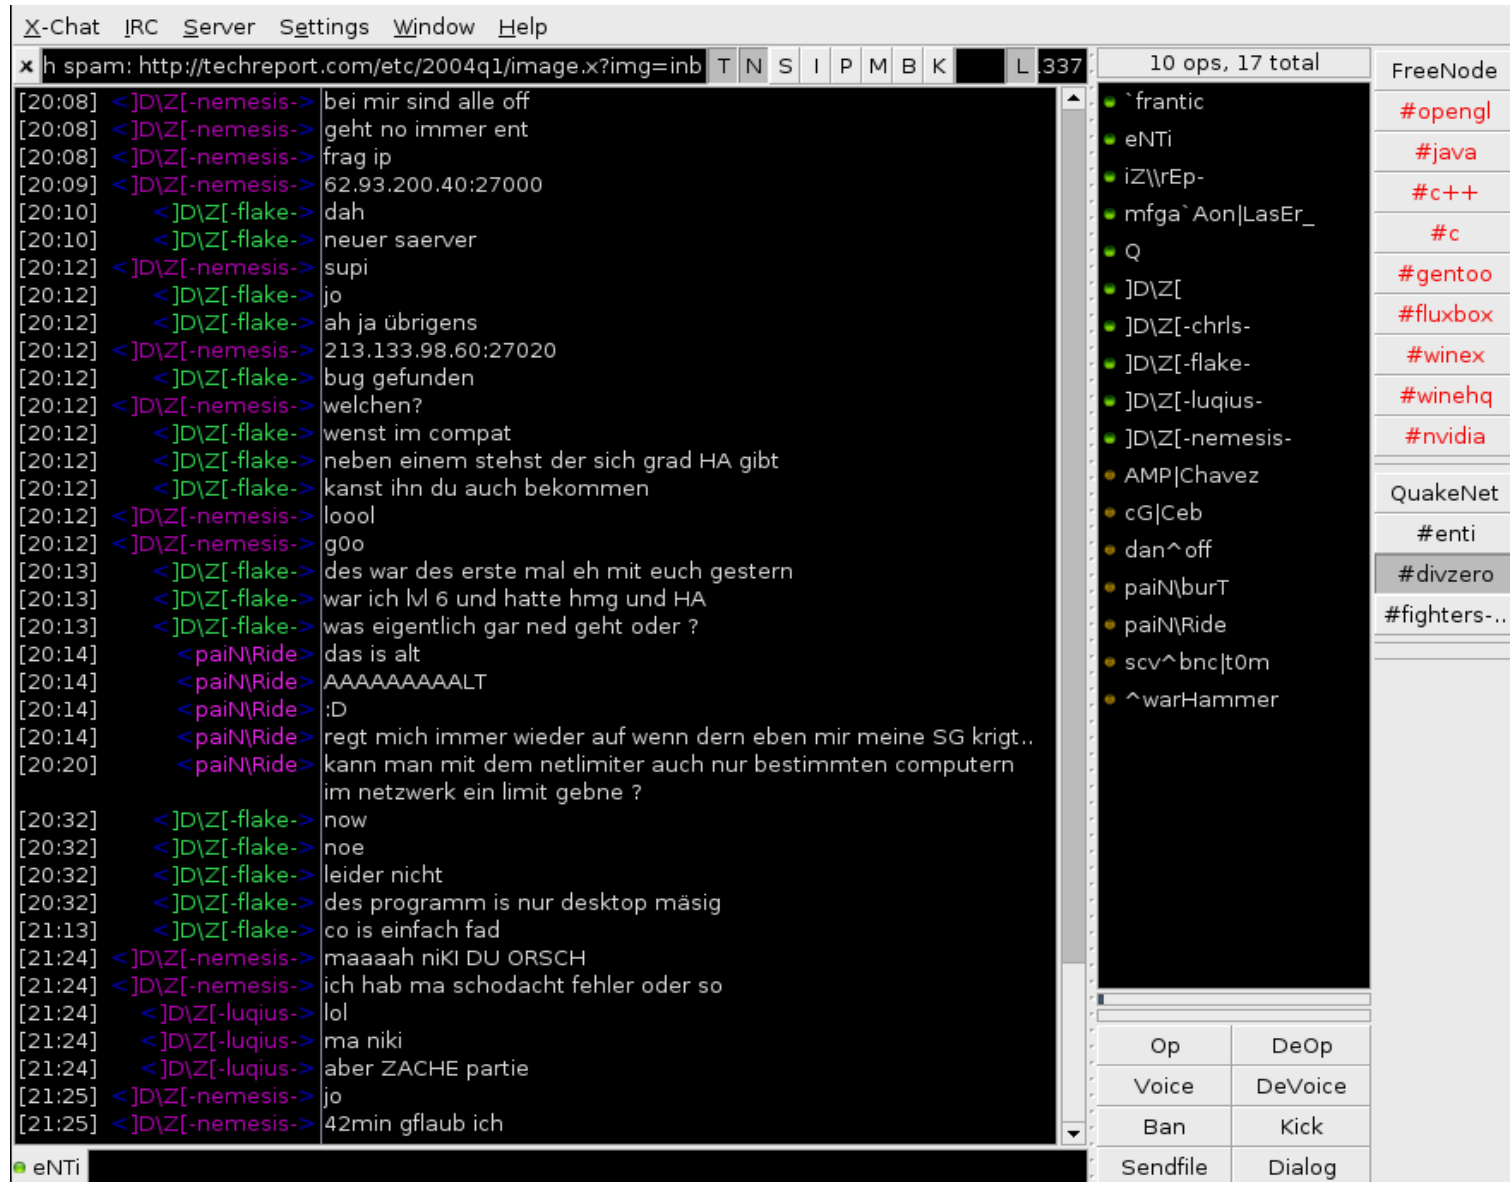 X-Chat IRC Server Settings Window Help
x h spam: http://techreport.com/etc/2004q1/image.x?img=inb T N S I P M B K L 337
10 ops, 17 total
[20:08] <]D\Z[-nemesis-> bei mir sind alle off
[20:08] <]D\Z[-nemesis-> geht no immer ent
[20:08] <]D\Z[-nemesis-> frag ip
[20:09] <]D\Z[-nemesis-> 62.93.200.40:27000
[20:10] <]D\Z[-flake-> dah
[20:10] <]D\Z[-flake-> neuer saerver
[20:12] <]D\Z[-nemesis-> supi
[20:12] <]D\Z[-flake-> jo
[20:12] <]D\Z[-flake-> ah ja übrigens
[20:12] <]D\Z[-nemesis-> 213.133.98.60:27020
[20:12] <]D\Z[-flake-> bug gefunden
[20:12] <]D\Z[-nemesis-> welchen?
[20:12] <]D\Z[-flake-> wenst im compat
[20:12] <]D\Z[-flake-> neben einem stehst der sich grad HA gibt
[20:12] <]D\Z[-flake-> kanst ihn du auch bekommen
[20:12] <]D\Z[-nemesis-> loool
[20:12] <]D\Z[-nemesis-> g0o
[20:13] <]D\Z[-flake-> des war des erste mal eh mit euch gestern
[20:13] <]D\Z[-flake-> war ich lvl 6 und hatte hmg und HA
[20:13] <]D\Z[-flake-> was eigentlich gar ned geht oder ?
[20:14] <paiN\Ride> das is alt
[20:14] <paiN\Ride> AAAAAAAAALT
[20:14] <paiN\Ride> :D
[20:14] <paiN\Ride> regt mich immer wieder auf wenn dern eben mir meine SG krigt..
[20:20] <paiN\Ride> kann man mit dem netlimiter auch nur bestimmten computern
im netzwerk ein limit gebne ?
[20:32] <]D\Z[-flake-> now
[20:32] <]D\Z[-flake-> noe
[20:32] <]D\Z[-flake-> leider nicht
[20:32] <]D\Z[-flake-> des programm is nur desktop mäsig
[21:13] <]D\Z[-flake-> co is einfach fad
[21:24] <]D\Z[-nemesis-> maaaah niKI DU ORSCH
[21:24] <]D\Z[-nemesis-> ich hab ma schodacht fehler oder so
[21:24] <]D\Z[-luqius-> lol
[21:24] <]D\Z[-luqius-> ma niki
[21:24] <]D\Z[-luqius-> aber ZACHE partie
[21:25] <]D\Z[-nemesis-> jo
[21:25] <]D\Z[-nemesis-> 42min gflaub ich
eNTi
`frantic
eNTi
iZ\\rEp-
mfga`Aon|LasEr_
Q
]D\Z[
]D\Z[-chrls-
]D\Z[-flake-
]D\Z[-luqius-
]D\Z[-nemesis-
AMP|Chavez
cG|Ceb
dan^off
paiN\burT
paiN\Ride
scv^bnc|t0m
^warHammer
Op DeOp
Voice DeVoice
Ban Kick
Sendfile Dialog
FreeNode
#opengl
#java
#c++
#c
#gentoo
#fluxbox
#winex
#winehq
#nvidia
QuakeNet
#enti
#divzero
#fighters-..